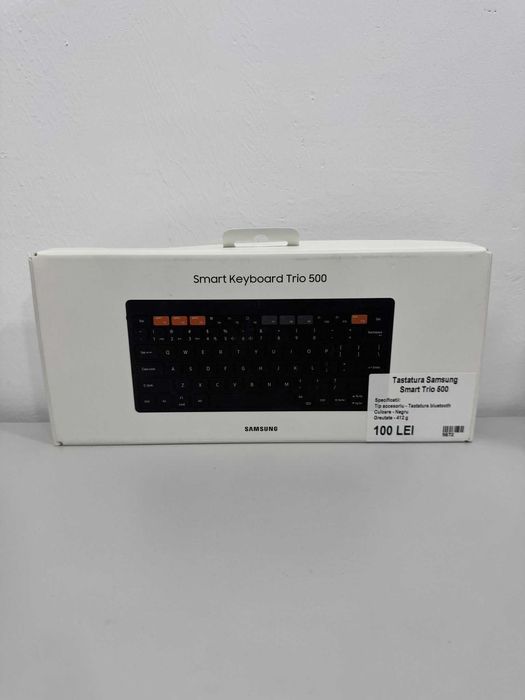 Smart Keyboard Trio 500
Q W E R T Y U I O P
A S D F G H J K L
Z X C V B N M
SAMSUNG
Tastatura Samsung
Smart Trio 500
Specificatii:
Tip accesoriu - Tastatura bluetooth
Culoare - Negru
Greutate - 412 g
100 LEI